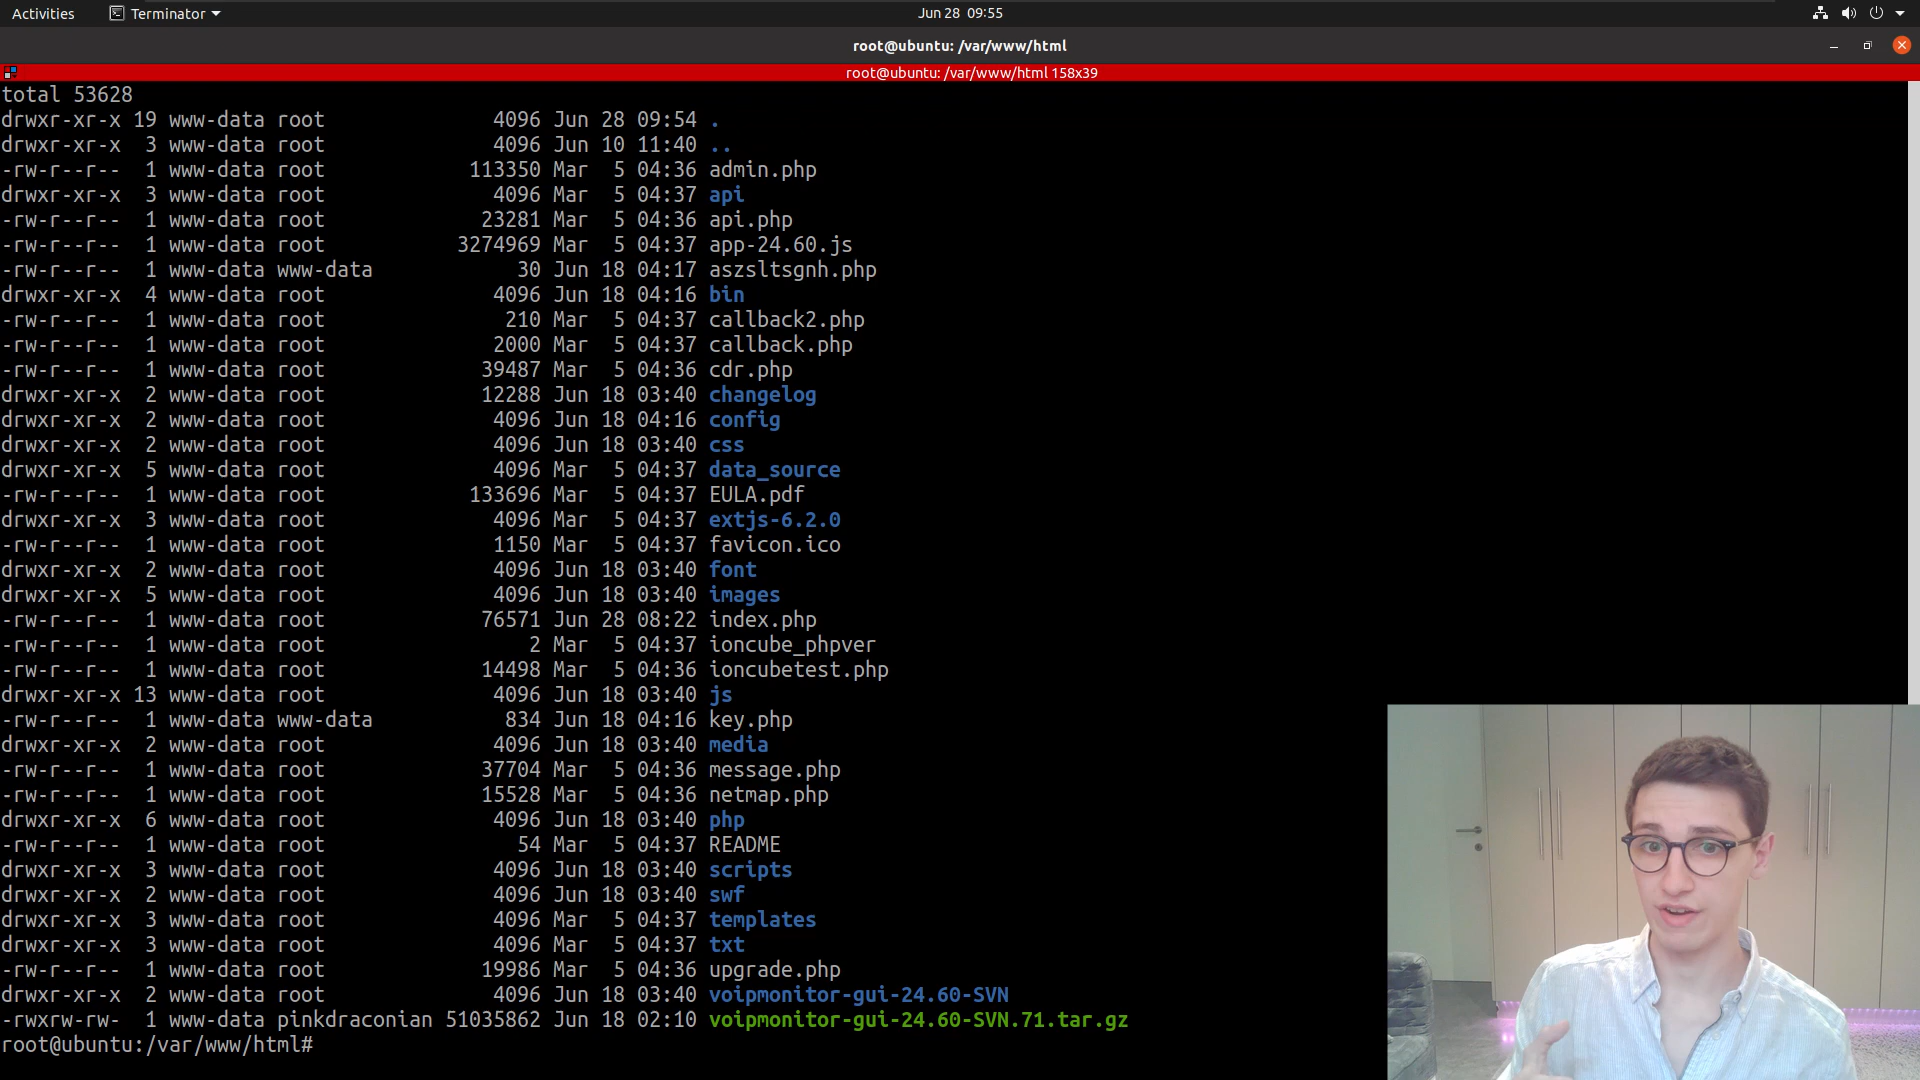 Activities Terminator Jun 28 09:55
root@ubuntu: /var/www/html
root@ubuntu: /var/www/html 158x39
total 53628
drwxr-xr-x 19 www-data root 4096 Jun 28 09:54 .
drwxr-xr-x 3 www-data root 4096 Jun 10 11:40 ..
-rw-r--r-- 1 www-data root 113350 Mar 5 04:36 admin.php
drwxr-xr-x 3 www-data root 4096 Mar 5 04:37 api
-rw-r--r-- 1 www-data root 23281 Mar 5 04:36 api.php
-rw-r--r-- 1 www-data root 3274969 Mar 5 04:37 app-24.60.js
-rw-r--r-- 1 www-data www-data 30 Jun 18 04:17 aszsltsgnh.php
drwxr-xr-x 4 www-data root 4096 Jun 18 04:16 bin
-rw-r--r-- 1 www-data root 210 Mar 5 04:37 callback2.php
-rw-r--r-- 1 www-data root 2000 Mar 5 04:37 callback.php
-rw-r--r-- 1 www-data root 39487 Mar 5 04:36 cdr.php
drwxr-xr-x 2 www-data root 12288 Jun 18 03:40 changelog
drwxr-xr-x 2 www-data root 4096 Jun 18 04:16 config
drwxr-xr-x 2 www-data root 4096 Jun 18 03:40 css
drwxr-xr-x 5 www-data root 4096 Mar 5 04:37 data_source
-rw-r--r-- 1 www-data root 133696 Mar 5 04:37 EULA.pdf
drwxr-xr-x 3 www-data root 4096 Mar 5 04:37 extjs-6.2.0
-rw-r--r-- 1 www-data root 1150 Mar 5 04:37 favicon.ico
drwxr-xr-x 2 www-data root 4096 Jun 18 03:40 font
drwxr-xr-x 5 www-data root 4096 Jun 18 03:40 images
-rw-r--r-- 1 www-data root 76571 Jun 28 08:22 index.php
-rw-r--r-- 1 www-data root 2 Mar 5 04:37 ioncube_phpver
-rw-r--r-- 1 www-data root 14498 Mar 5 04:36 ioncubetest.php
drwxr-xr-x 13 www-data root 4096 Jun 18 03:40 js
-rw-r--r-- 1 www-data www-data 834 Jun 18 04:16 key.php
drwxr-xr-x 2 www-data root 4096 Jun 18 03:40 media
-rw-r--r-- 1 www-data root 37704 Mar 5 04:36 message.php
-rw-r--r-- 1 www-data root 15528 Mar 5 04:36 netmap.php
drwxr-xr-x 6 www-data root 4096 Jun 18 03:40 php
-rw-r--r-- 1 www-data root 54 Mar 5 04:37 README
drwxr-xr-x 3 www-data root 4096 Jun 18 03:40 scripts
drwxr-xr-x 2 www-data root 4096 Jun 18 03:40 swf
drwxr-xr-x 3 www-data root 4096 Mar 5 04:37 templates
drwxr-xr-x 3 www-data root 4096 Mar 5 04:37 txt
-rw-r--r-- 1 www-data root 19986 Mar 5 04:36 upgrade.php
drwxr-xr-x 2 www-data root 4096 Jun 18 03:40 voipmonitor-gui-24.60-SVN
-rwxrw-rw- 1 www-data pinkdraconian 51035862 Jun 18 02:10 voipmonitor-gui-24.60-SVN.71.tar.gz
root@ubuntu:/var/www/html#